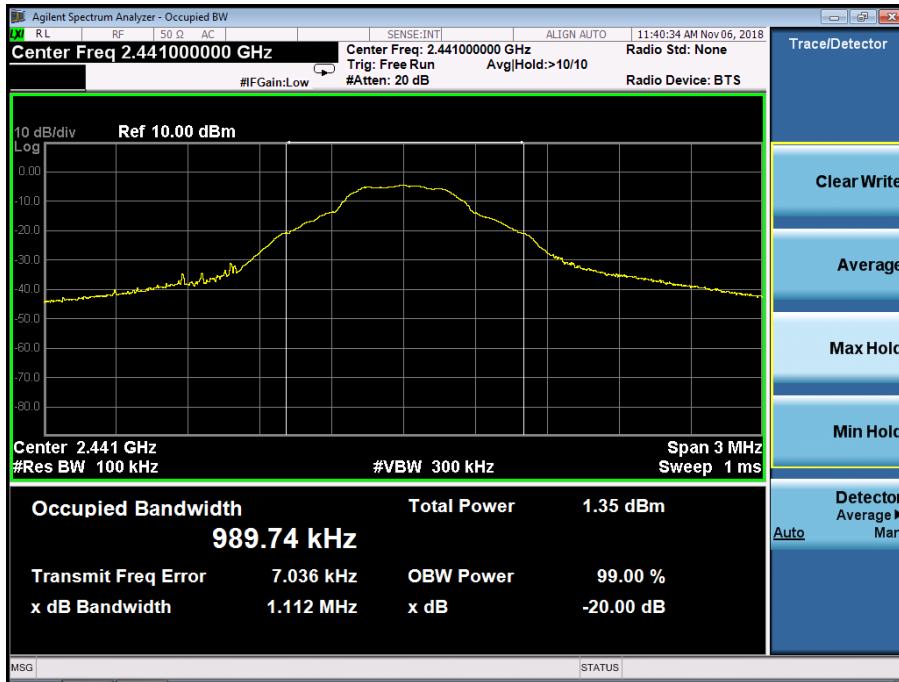 Agilent Spectrum Analyzer - Occupied BW
LXI RL RF 50 Ω AC SENSE:INT ALIGN AUTO 11:40:34 AM Nov 06, 2018
Center Freq 2.441000000 GHz
Center Freq: 2.441000000 GHz Radio Std: None
Trig: Free Run Avg|Hold:>10/10
#IFGain:Low #Atten: 20 dB Radio Device: BTS
Trace/Detector
10 dB/div Ref 10.00 dBm
Log
0.00
-10.0
-20.0
-30.0
-40.0
-50.0
-60.0
-70.0
-80.0
Center 2.441 GHz Span 3 MHz
#Res BW 100 kHz #VBW 300 kHz Sweep 1 ms
Occupied Bandwidth Total Power 1.35 dBm
989.74 kHz
Transmit Freq Error 7.036 kHz OBW Power 99.00 %
x dB Bandwidth 1.112 MHz x dB -20.00 dB
Clear Write
Average
Max Hold
Min Hold
Detector
Average
Auto Man
MSG STATUS